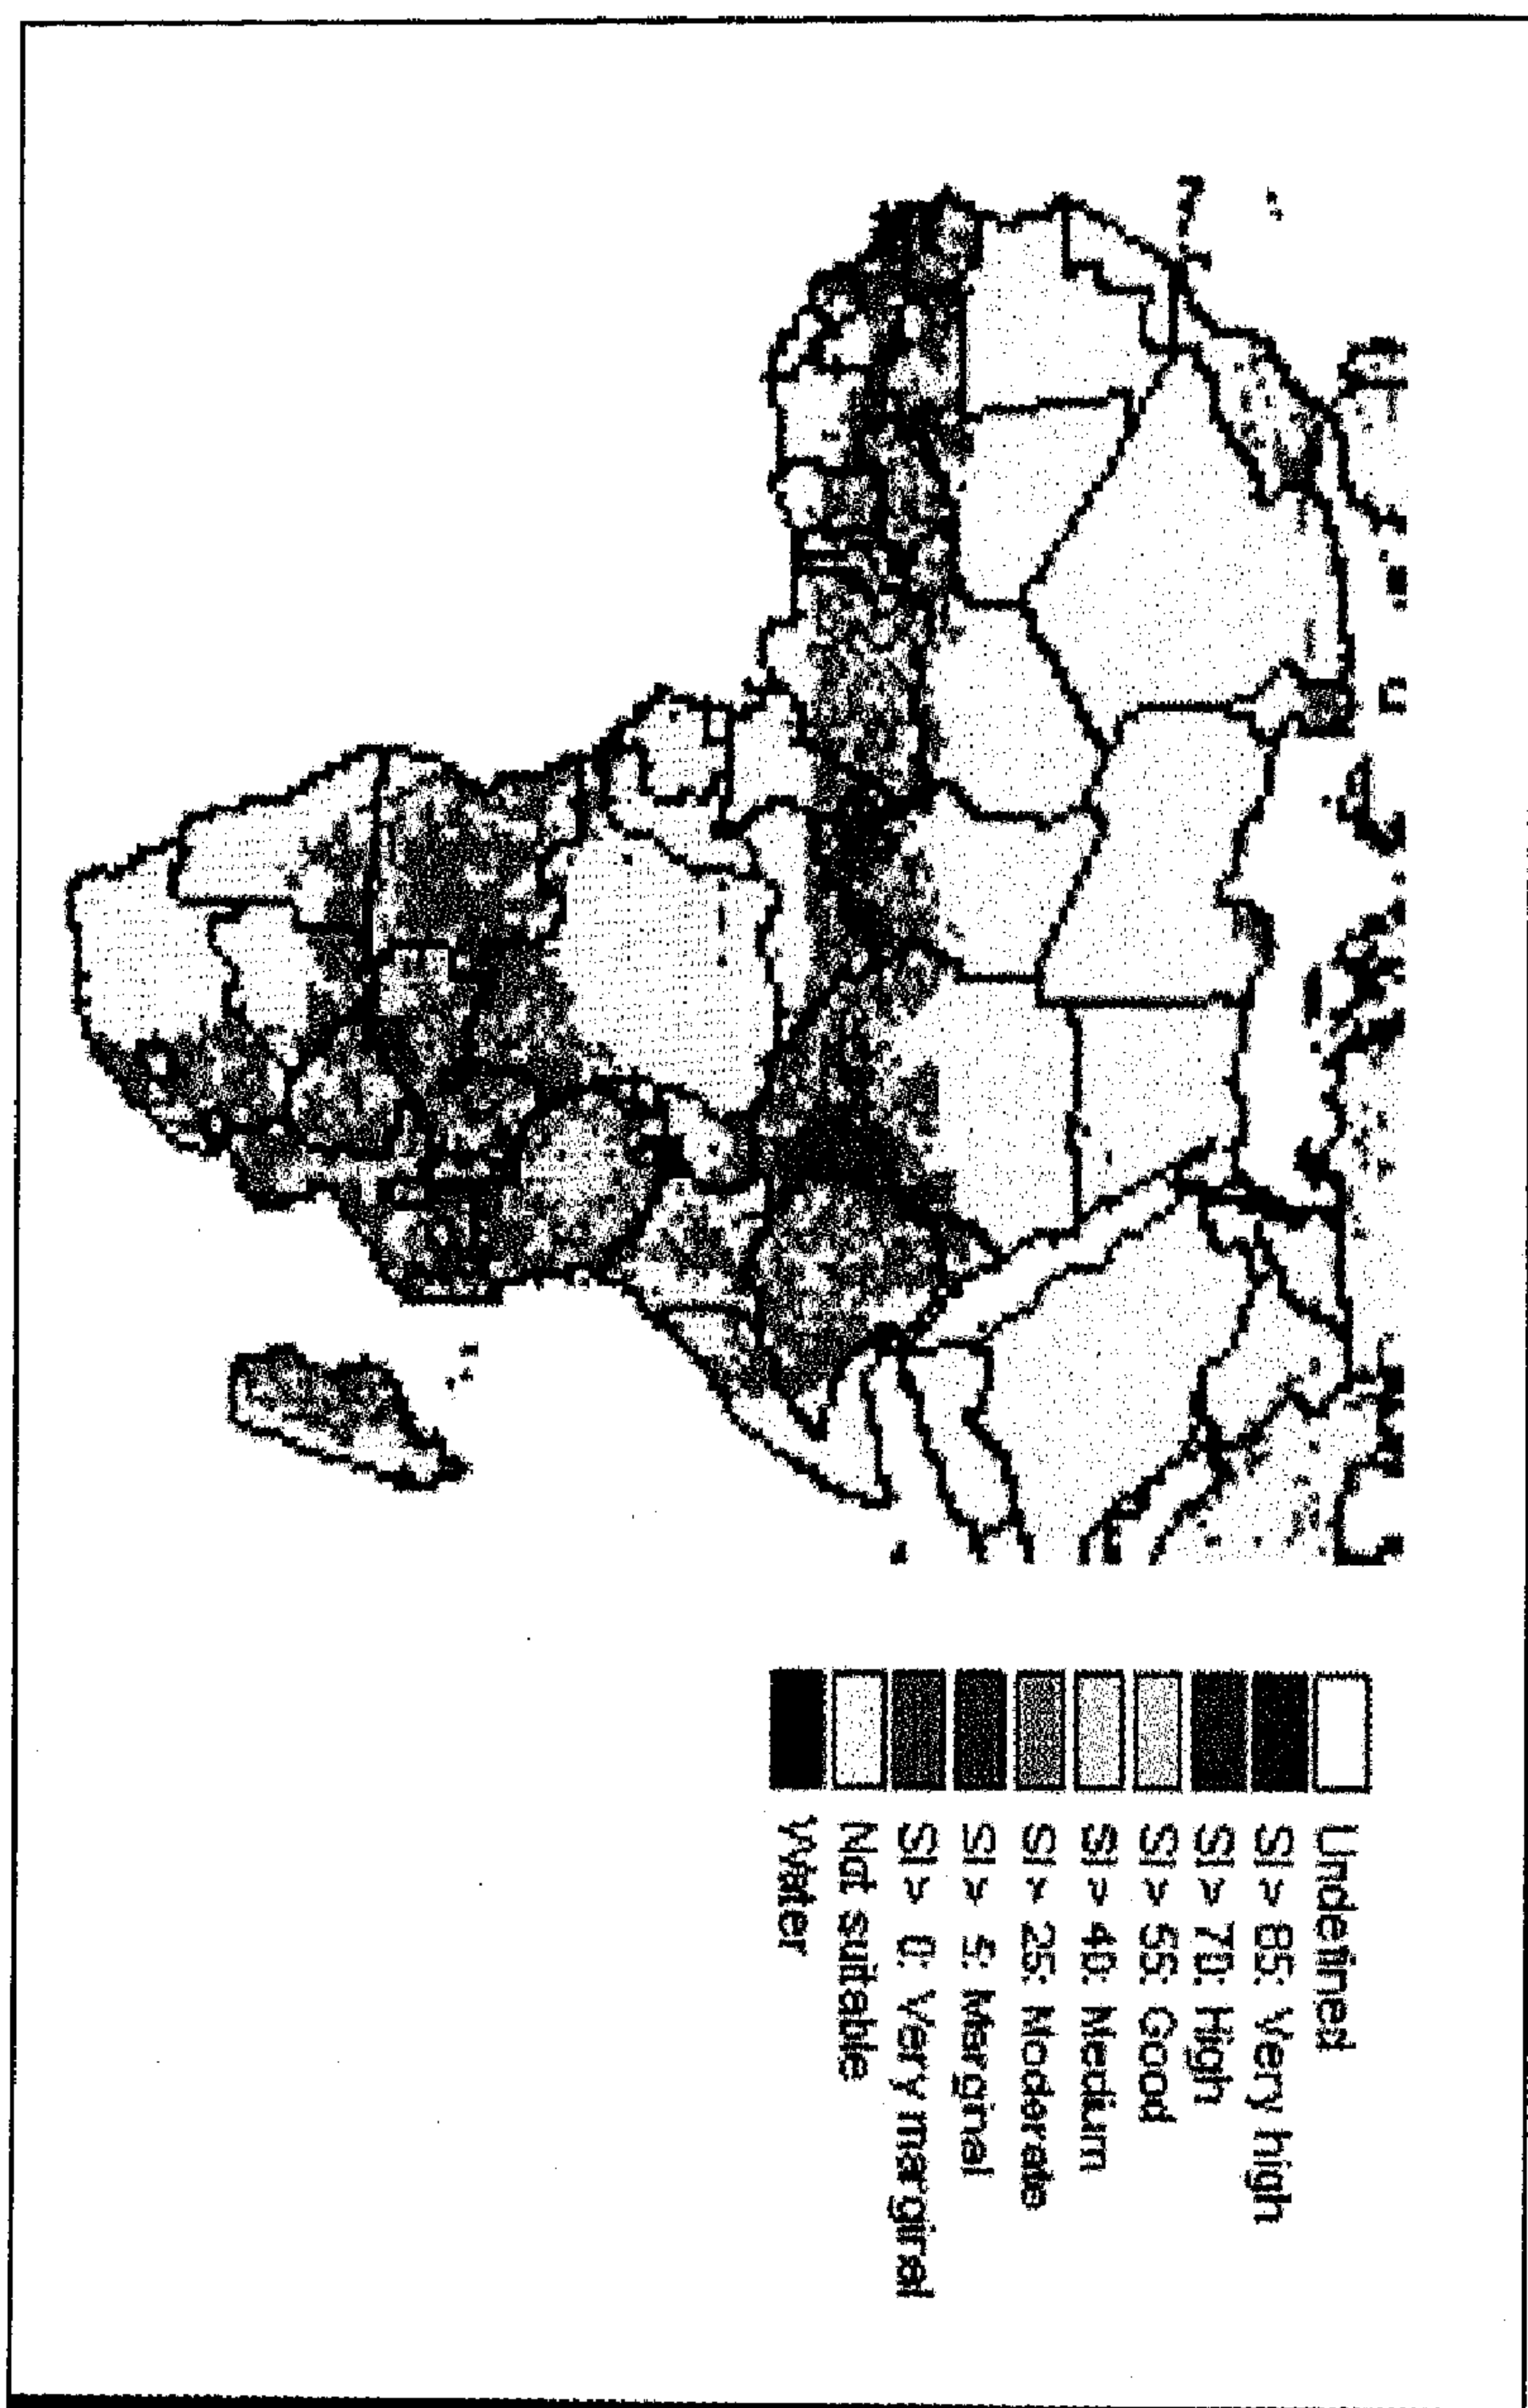 Undefined
SI > 85: Very high
SI > 70: High
SI > 55: Good
SI > 40: Medium
SI > 25: Moderate
SI > 5: Marginal
SI > 0: Very marginal
Not suitable
Water